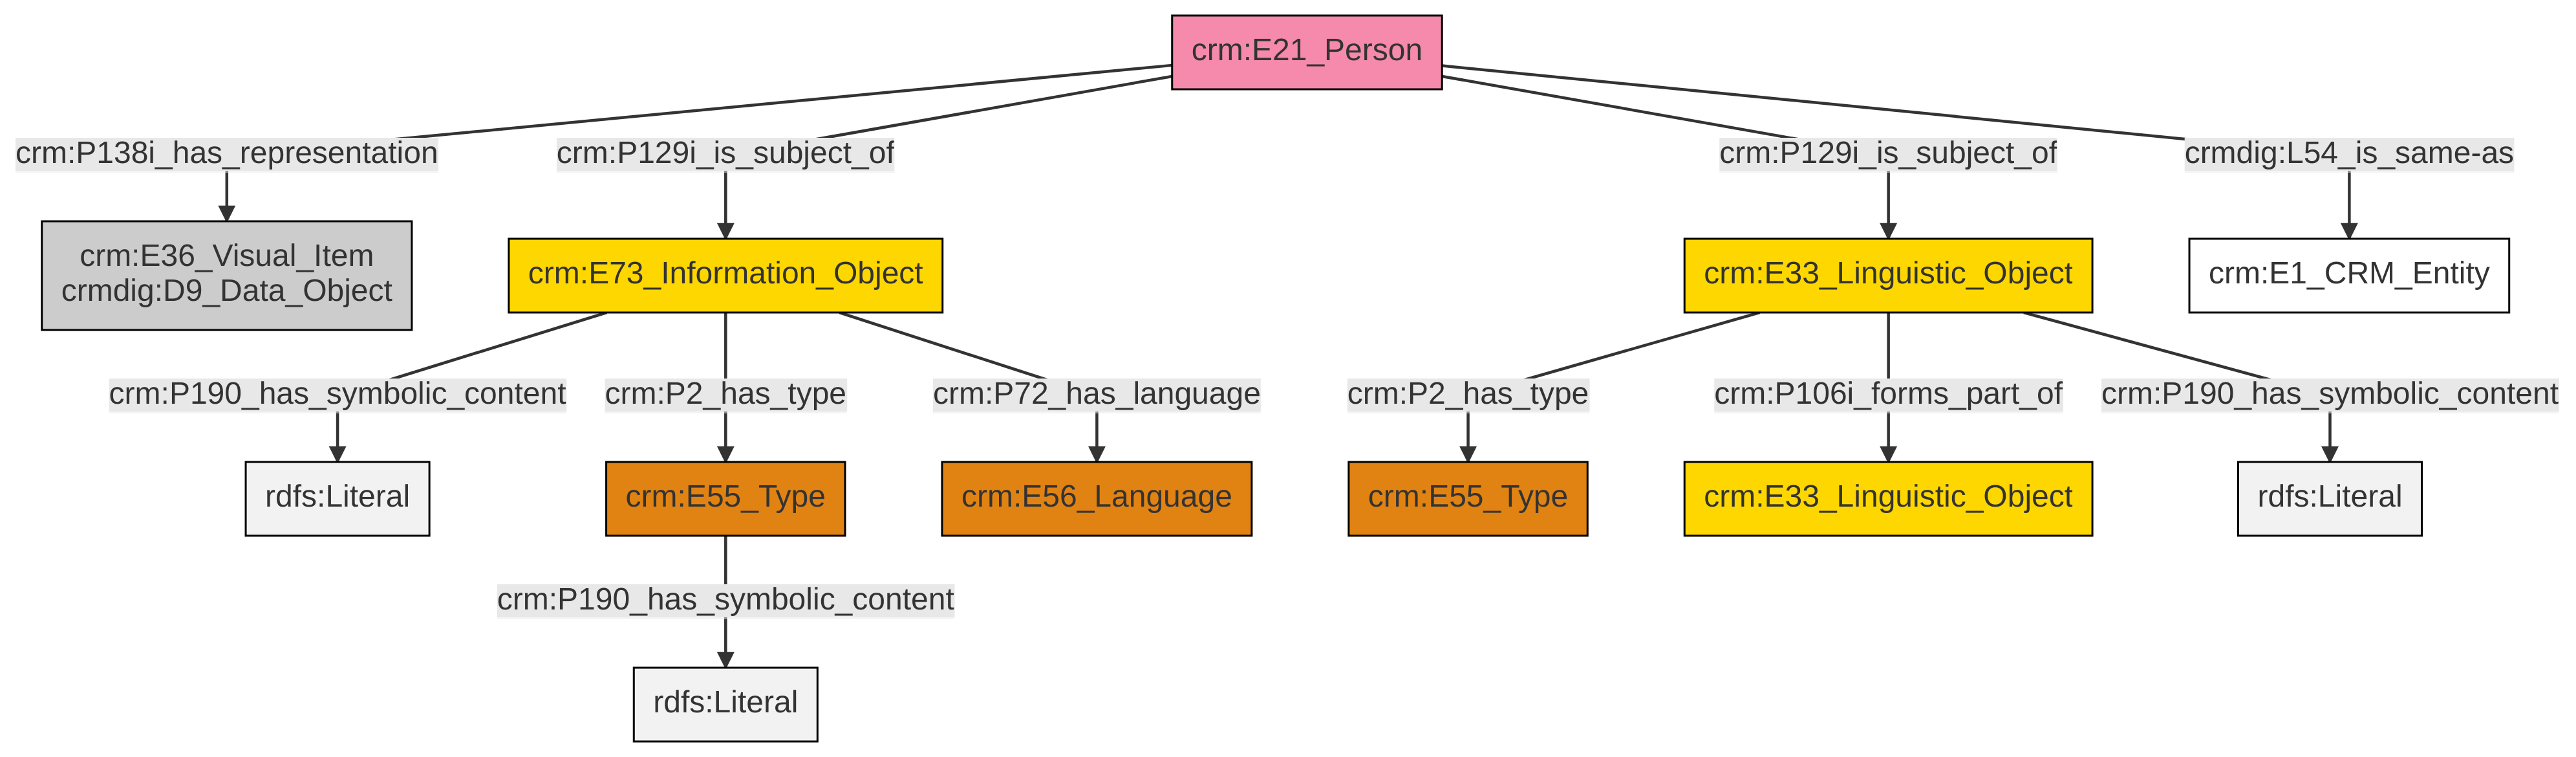 crm:E21_Person
crm:P138i_has_representation
crm:P129i_is_subject_of
crm:P129i_is_subject_of
crmdig:L54_is_same-as
crm:E36_Visual_Item
crmdig:D9_Data_Object
crm:E73_Information_Object
crm:E33_Linguistic_Object
crm:E1_CRM_Entity
crm:P190_has_symbolic_content
crm:P2_has_type
crm:P72_has_language
crm:P2_has_type
crm:P106i_forms_part_of
crm:P190_has_symbolic_content
rdfs:Literal
crm:E55_Type
crm:E56_Language
crm:E55_Type
crm:E33_Linguistic_Object
rdfs:Literal
crm:P190_has_symbolic_content
rdfs:Literal